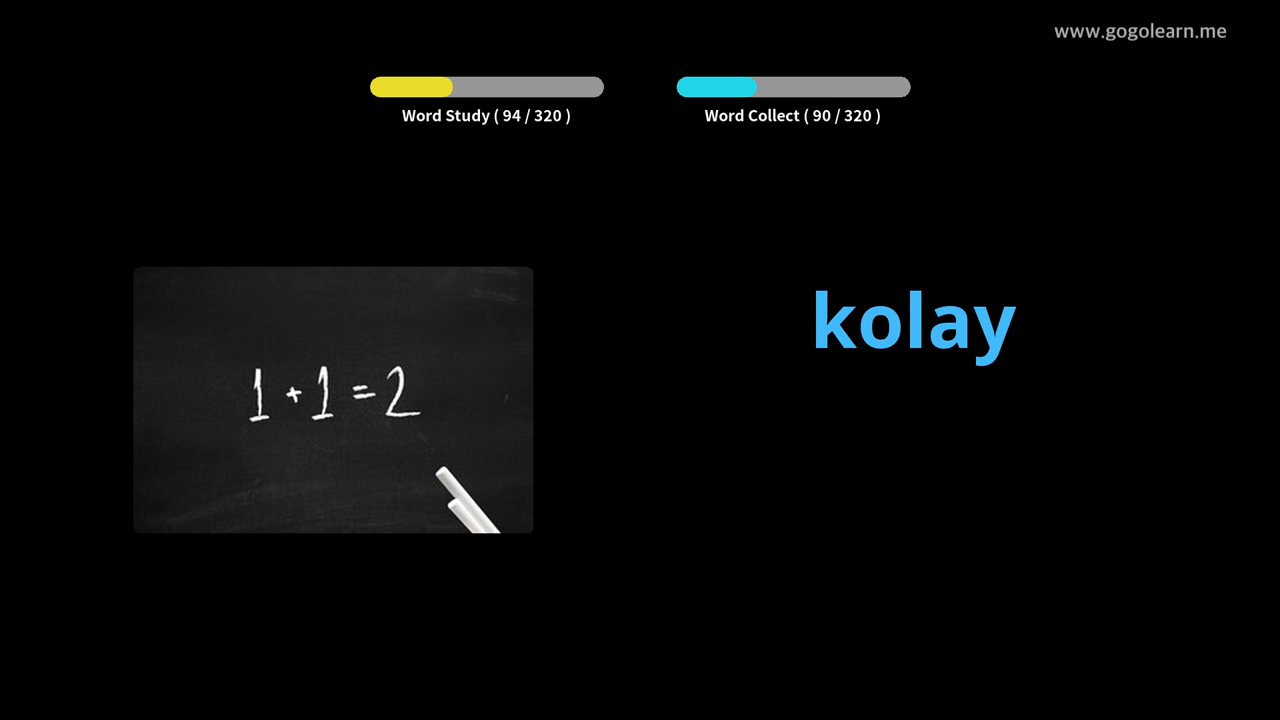 www.gogolearn.me
Word Study ( 94 / 320 )
Word Collect ( 90 / 320 )
1 + 1 = 2
kolay